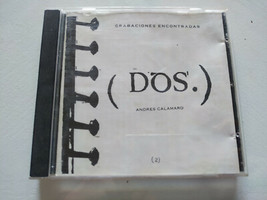 GRABACIONES ENCONTRADAS
( DOS. )
ANDRES CALAMARO